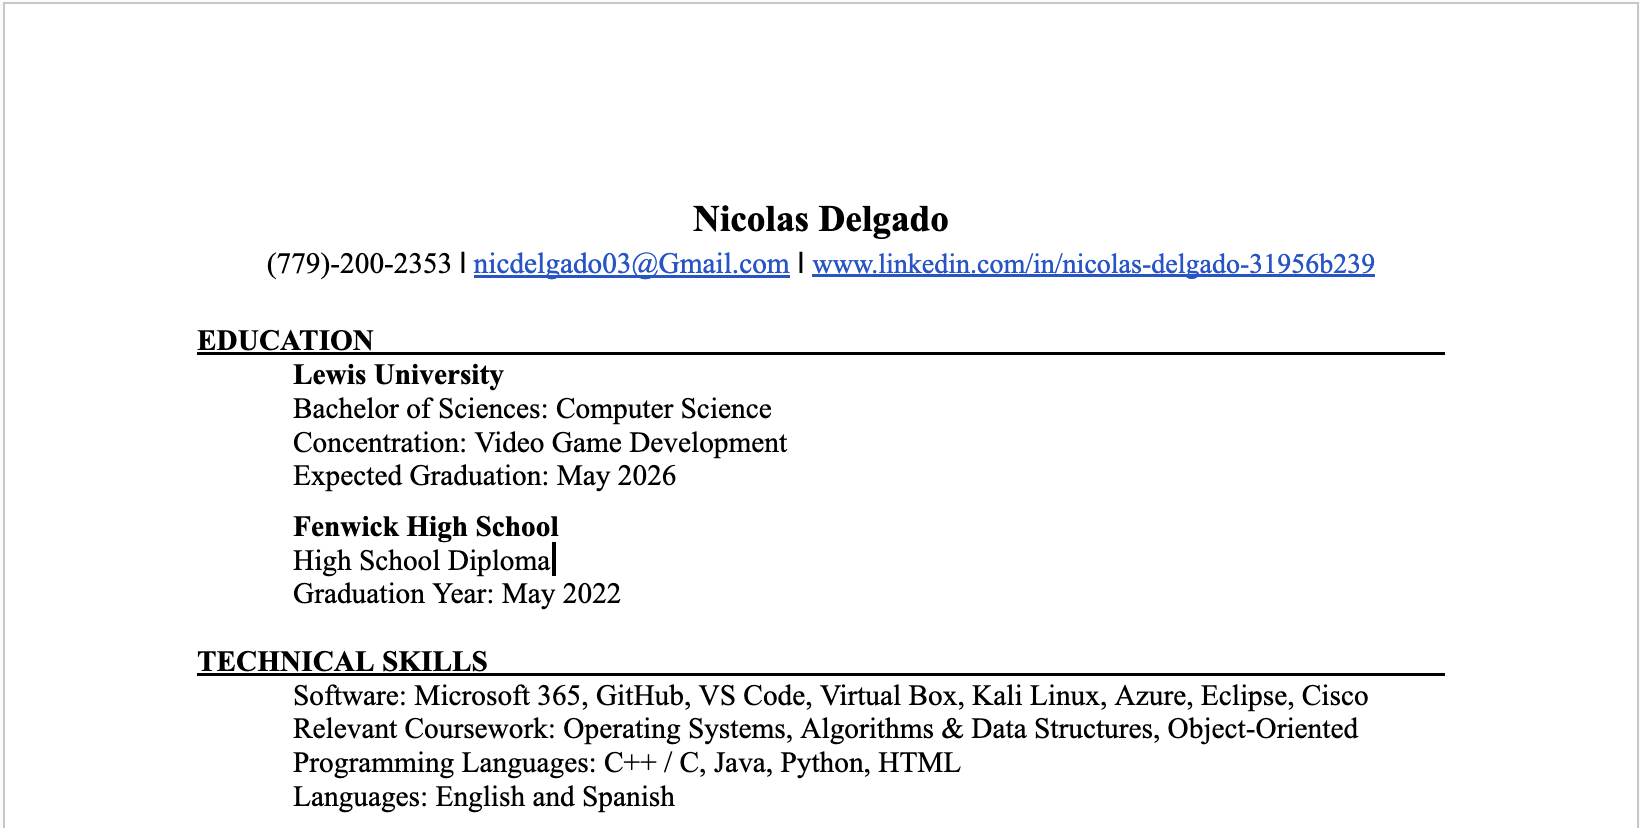 Nicolas Delgado
(779)-200-2353 | nicdelgado03@Gmail.com | www.linkedin.com/in/nicolas-delgado-31956b239
EDUCATION
Lewis University
Bachelor of Sciences: Computer Science
Concentration: Video Game Development
Expected Graduation: May 2026
Fenwick High School
High School Diploma
Graduation Year: May 2022
TECHNICAL SKILLS
Software: Microsoft 365, GitHub, VS Code, Virtual Box, Kali Linux, Azure, Eclipse, Cisco
Relevant Coursework: Operating Systems, Algorithms & Data Structures, Object-Oriented
Programming Languages: C++ / C, Java, Python, HTML
Languages: English and Spanish